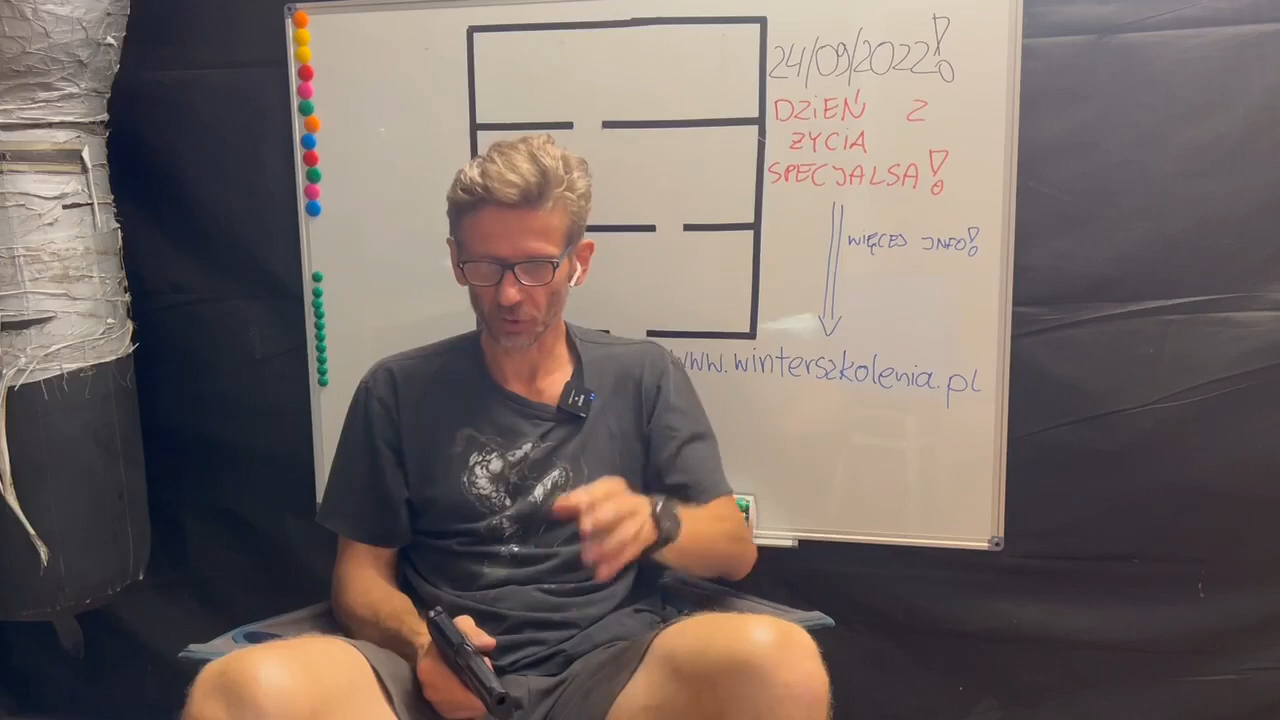 24/09/2022!
DZIEŃ Z
ŻYCIA
SPECJALSA!
WIĘCEJ INFO!
www.winterszkolenia.pl